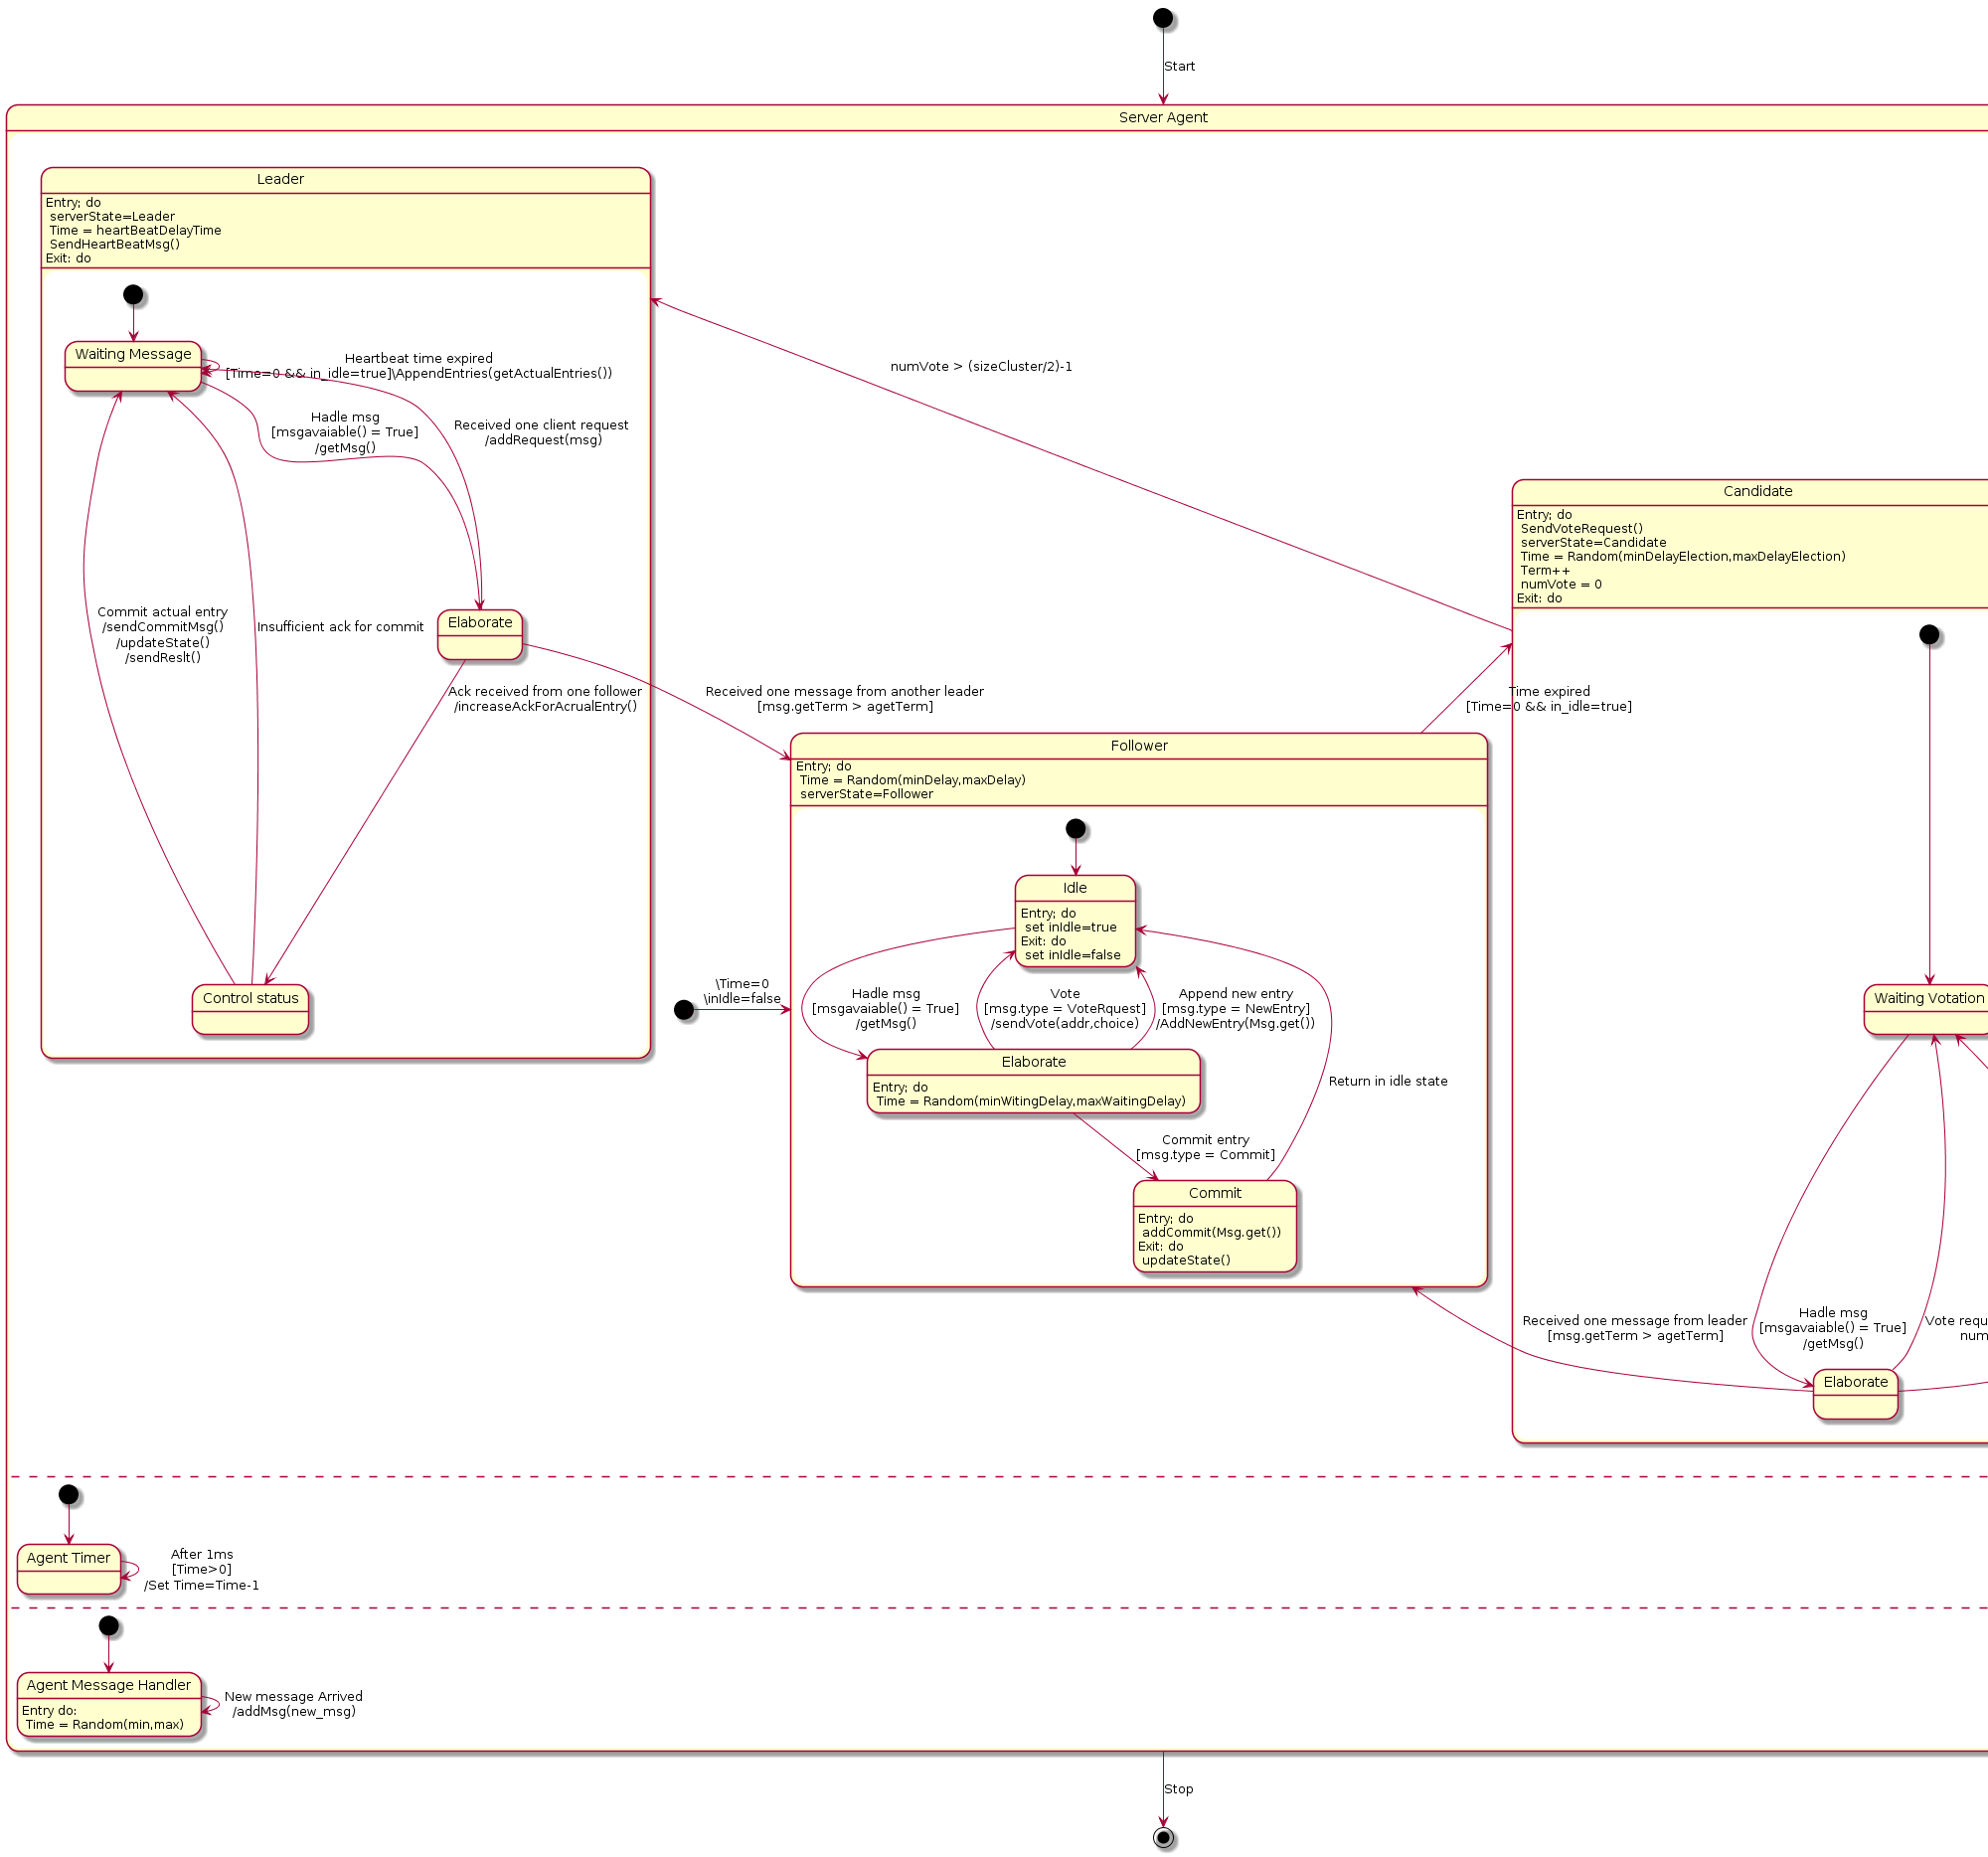 Start
Server Agent
Leader
Entry; do
serverState=Leader
Time = heartBeatDelayTime
SendHeartBeatMsg()
Exit: do
Waiting Message
Heartbeat time expired
[Time=0 && in_idle=true]\AppendEntries(getActualEntries())
Hadle msg
[msgavaiable() = True]
/getMsg()
Received one client request
/addRequest(msg)
Commit actual entry
/sendCommitMsg()
/updateState()
/sendReslt()
Insufficient ack for commit
Elaborate
Ack received from one follower
/increaseAckForAcrualEntry()
Control status
numVote > (sizeCluster/2)-1
Received one message from another leader
[msg.getTerm > agetTerm]
Time expired
[Time=0 && in_idle=true]
\Time=0
\inIdle=false
Follower
Entry; do
Time = Random(minDelay,maxDelay)
serverState=Follower
Idle
Entry; do
set inIdle=true
Exit: do
set inIdle=false
Hadle msg
[msgavaiable() = True]
/getMsg()
Vote
[msg.type = VoteRquest]
/sendVote(addr,choice)
Append new entry
[msg.type = NewEntry]
/AddNewEntry(Msg.get())
Elaborate
Entry; do
Time = Random(minWitingDelay,maxWaitingDelay)
Return in idle state
Commit entry
[msg.type = Commit]
Commit
Entry; do
addCommit(Msg.get())
Exit: do
updateState()
Candidate
Entry; do
SendVoteRequest()
serverState=Candidate
Time = Random(minDelayElection,maxDelayElection)
Term++
numVote = 0
Exit: do
Waiting Votation
Received one message from leader
[msg.getTerm > agetTerm]
Hadle msg
[msgavaiable() = True]
/getMsg()
Vote requ
num
Elaborate
Agent Timer
After 1ms
[Time>0]
/Set Time=Time-1
Agent Message Handler
Entry do:
Time = Random(min,max)
New message Arrived
/addMsg(new_msg)
Stop